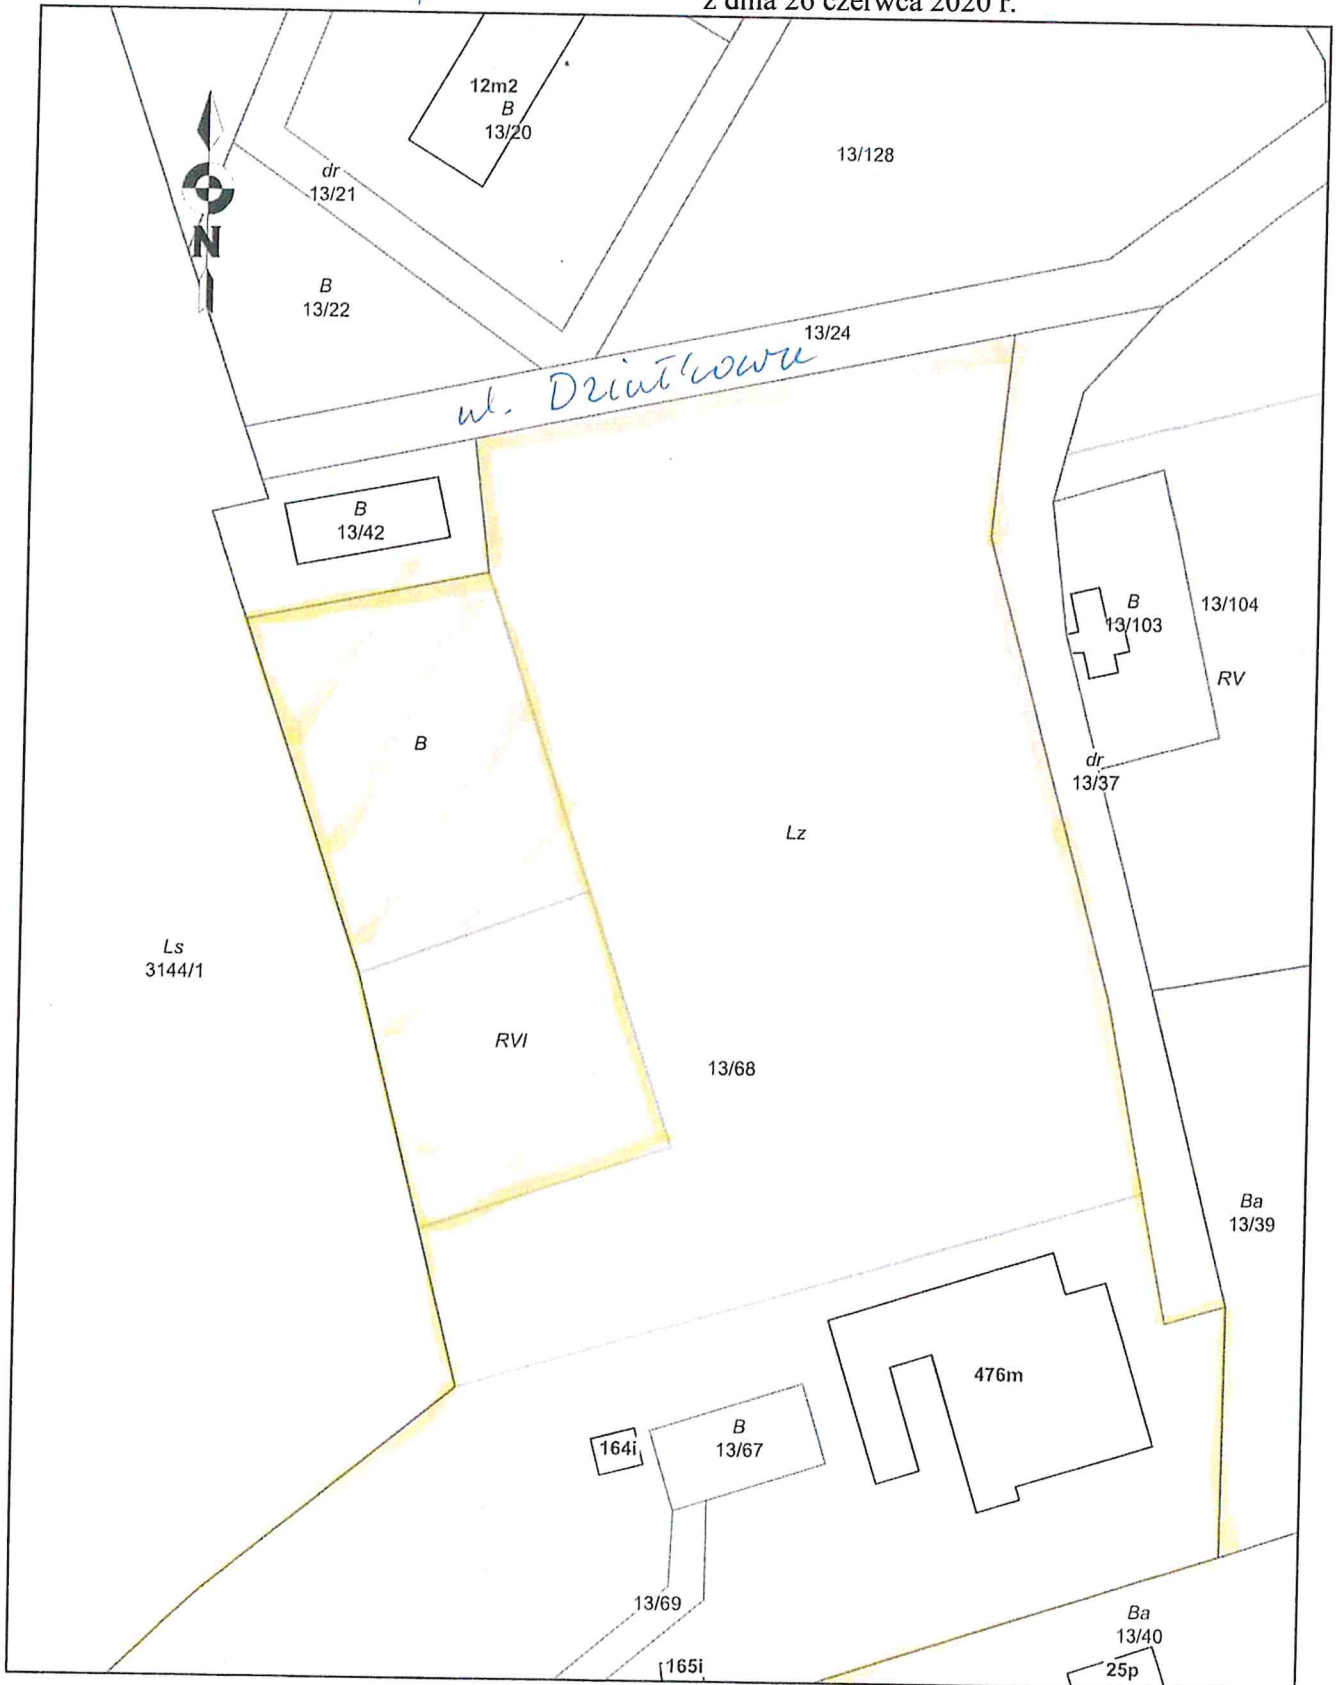 z dnia 26 czerwca 2020 r.
12m2
B
13/20
13/128
dr
13/21
N
B
13/22
13/24
ul. Działkowa
B
13/42
B
13/103
13/104
RV
B
dr
13/37
Lz
Ls
3144/1
RVI
13/68
Ba
13/39
476m
B
13/67
164i
13/69
Ba
13/40
165i
25p